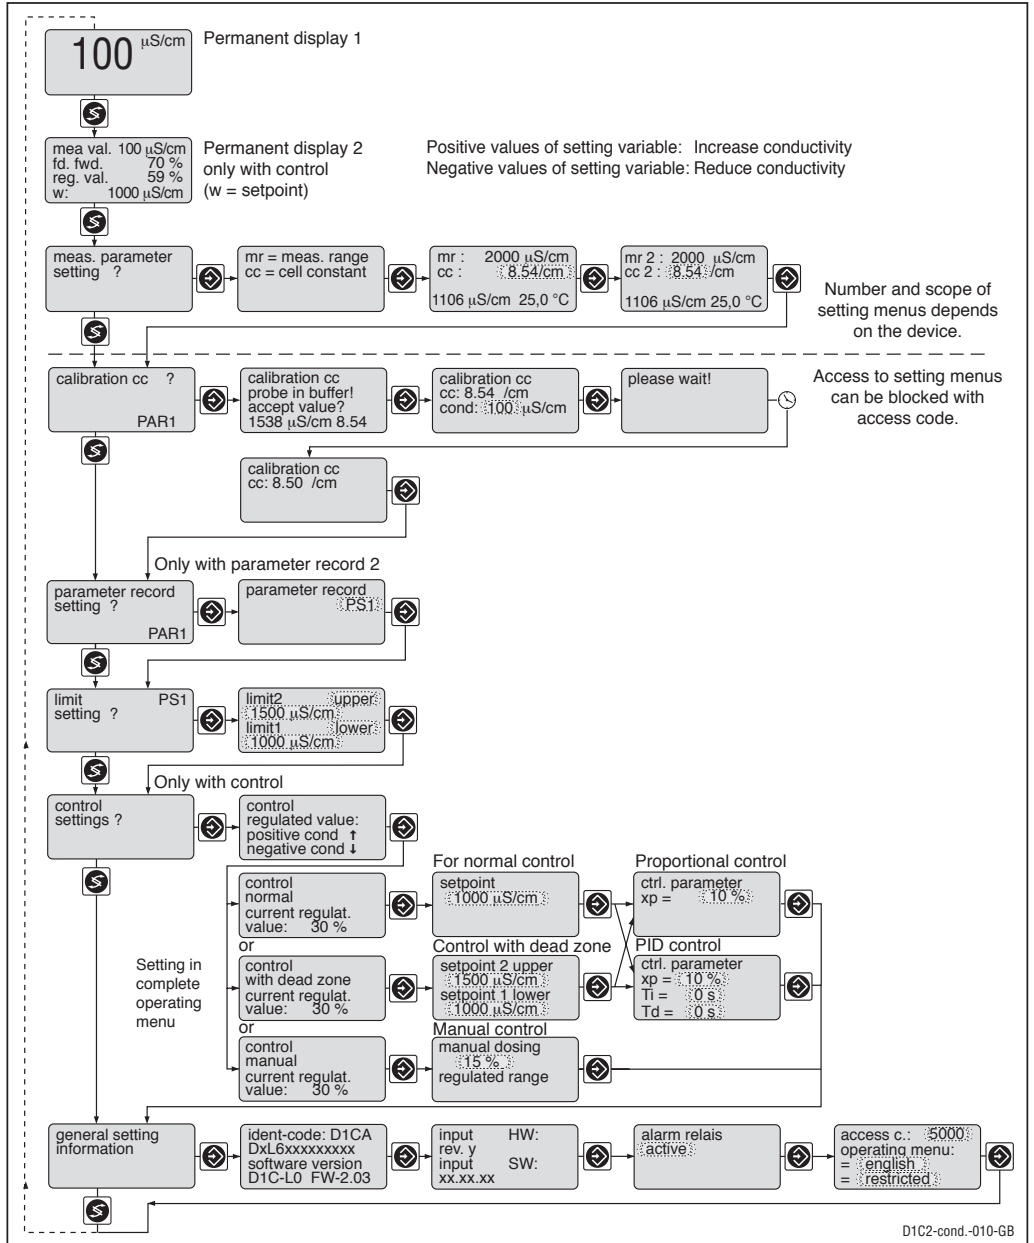 100 µS/cm
Permanent display 1
mea val. 100 µS/cm
fd. fwd. 70 %
reg. val. 59 %
w: 1000 µS/cm
Permanent display 2
only with control
(w = setpoint)
Positive values of setting variable: Increase conductivity
Negative values of setting variable: Reduce conductivity
meas. parameter
setting ?
mr = meas. range
cc = cell constant
mr : 2000 µS/cm
cc : 8.54/cm
1106 µS/cm 25,0 °C
mr 2 : 2000 µS/cm
cc 2 : 8.54 /cm
1106 µS/cm 25,0 °C
Number and scope of
setting menus depends
on the device.
calibration cc ?
PAR1
calibration cc
probe in buffer!
accept value?
1538 µS/cm 8.54
calibration cc
cc: 8.54 /cm
cond: 100 µS/cm
please wait!
Access to setting menus
can be blocked with
access code.
calibration cc
cc: 8.50 /cm
Only with parameter record 2
parameter record
setting ?
PAR1
parameter record
PS1
limit PS1
setting ?
limit2 upper
1500 µS/cm
limit1 lower
1000 µS/cm
Only with control
control
settings ?
control
regulated value:
positive cond ↑
negative cond ↓
For normal control
Proportional control
control
normal
current regulat.
value: 30 %
setpoint
1000 µS/cm
ctrl. parameter
xp = 10 %
or
Control with dead zone
PID control
Setting in
complete
operating
menu
control
with dead zone
current regulat.
value: 30 %
setpoint 2 upper
1500 µS/cm
setpoint 1 lower
1000 µS/cm
ctrl. parameter
xp = 10 %
Ti = 0 s
Td = 0 s
or
Manual control
control
manual
current regulat.
value: 30 %
manual dosing
15 %
regulated range
general setting
information
ident-code: D1CA
DxL6xxxxxxxxx
software version
D1C-L0 FW-2.03
input HW:
rev. y
input SW:
xx.xx.xx
alarm relais
active
access c.: 5000
operating menu:
= english
= restricted
D1C2-cond.-010-GB